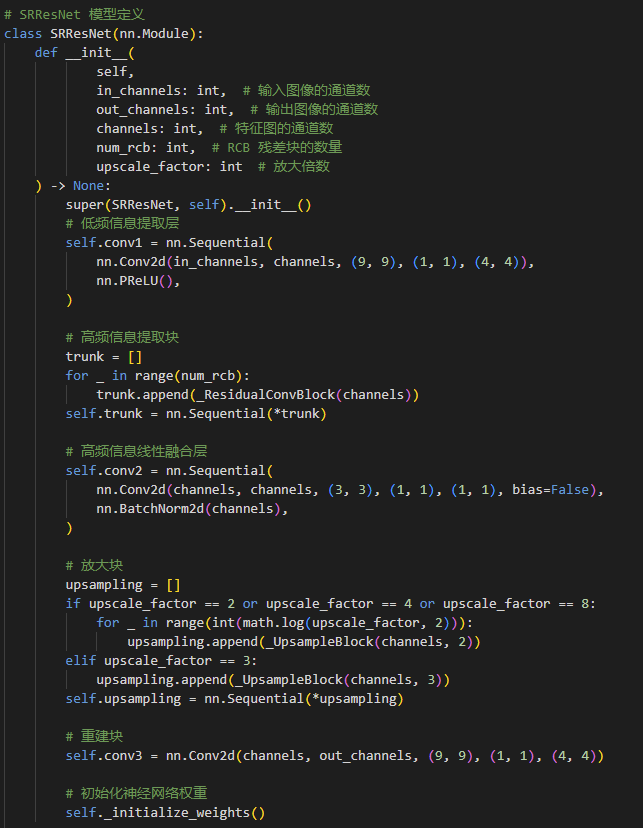 # SRResNet 模型定义
class SRResNet(nn.Module):
    def __init__(
            self,
            in_channels: int,  # 输入图像的通道数
            out_channels: int,  # 输出图像的通道数
            channels: int,  # 特征图的通道数
            num_rcb: int,  # RCB 残差块的数量
            upscale_factor: int  # 放大倍数
    ) -> None:
        super(SRResNet, self).__init__()
        # 低频信息提取层
        self.conv1 = nn.Sequential(
            nn.Conv2d(in_channels, channels, (9, 9), (1, 1), (4, 4)),
            nn.PReLU(),
        )

        # 高频信息提取块
        trunk = []
        for _ in range(num_rcb):
            trunk.append(_ResidualConvBlock(channels))
        self.trunk = nn.Sequential(*trunk)

        # 高频信息线性融合层
        self.conv2 = nn.Sequential(
            nn.Conv2d(channels, channels, (3, 3), (1, 1), (1, 1), bias=False),
            nn.BatchNorm2d(channels),
        )

        # 放大块
        upsampling = []
        if upscale_factor == 2 or upscale_factor == 4 or upscale_factor == 8:
            for _ in range(int(math.log(upscale_factor, 2))):
                upsampling.append(_UpsampleBlock(channels, 2))
        elif upscale_factor == 3:
            upsampling.append(_UpsampleBlock(channels, 3))
        self.upsampling = nn.Sequential(*upsampling)

        # 重建块
        self.conv3 = nn.Conv2d(channels, out_channels, (9, 9), (1, 1), (4, 4))

        # 初始化神经网络权重
        self._initialize_weights()